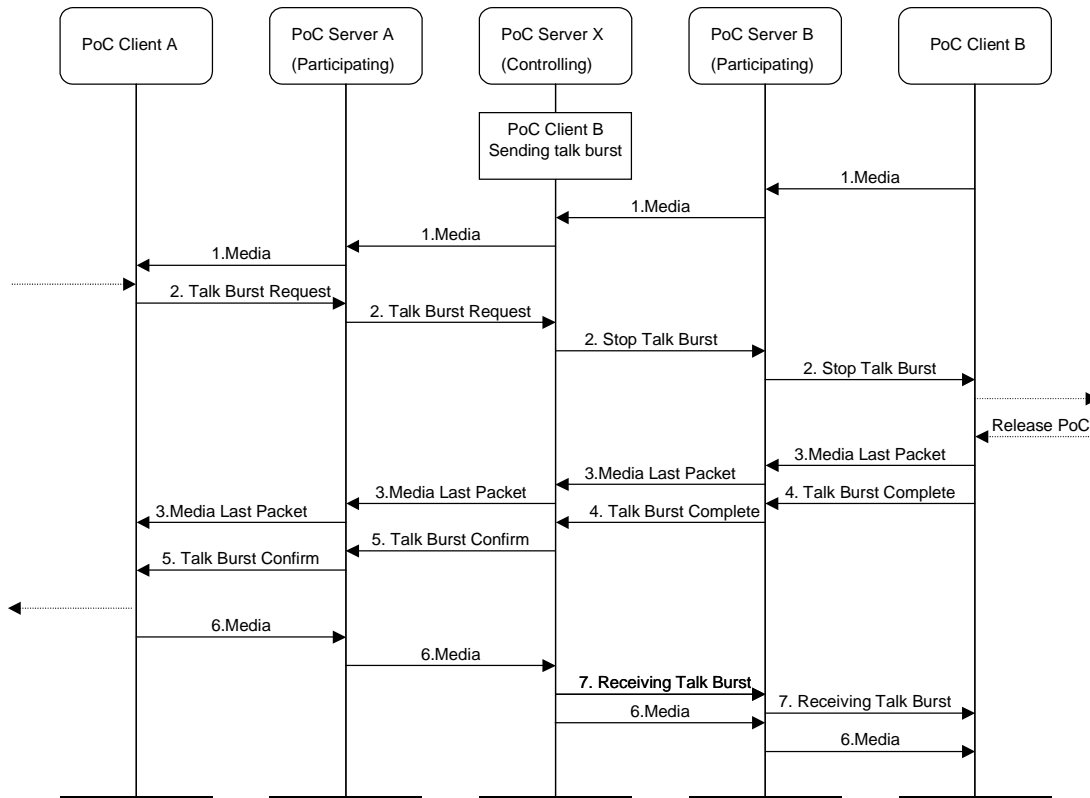 PoC Client A
PoC Server A
(Participating)
PoC Server X
(Controlling)
PoC Server B
(Participating)
PoC Client B
PoC Client B
Sending talk burst
1.Media
1.Media
1.Media
1.Media
2. Talk Burst Request
2. Talk Burst Request
2. Stop Talk Burst
2. Stop Talk Burst
Release PoC
3.Media Last Packet
3.Media Last Packet
3.Media Last Packet
4. Talk Burst Complete
3.Media Last Packet
4. Talk Burst Complete
5. Talk Burst Confirm
5. Talk Burst Confirm
6.Media
6.Media
7. Receiving Talk Burst
7. Receiving Talk Burst
6.Media
6.Media